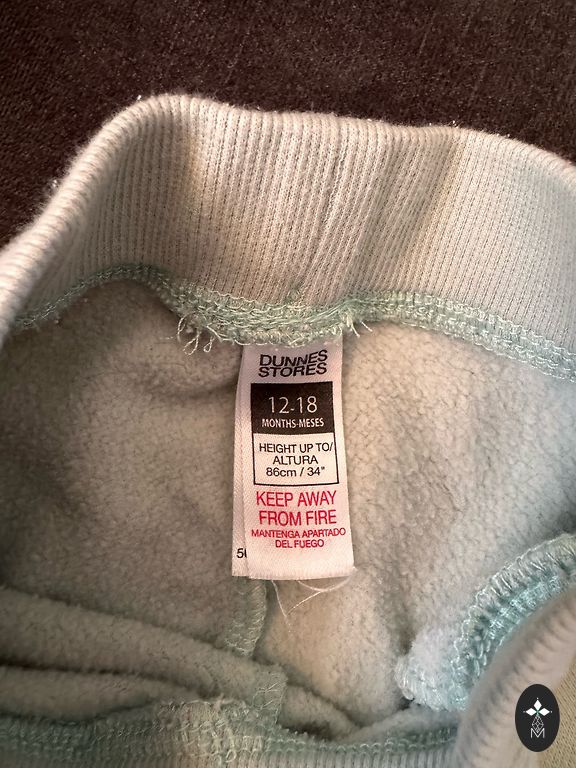 DUNNES
STORES
12-18
MONTHS-MESES
HEIGHT UP TO/
ALTURA
86cm / 34"
KEEP AWAY
FROM FIRE
MANTENGA APARTADO
DEL FUEGO